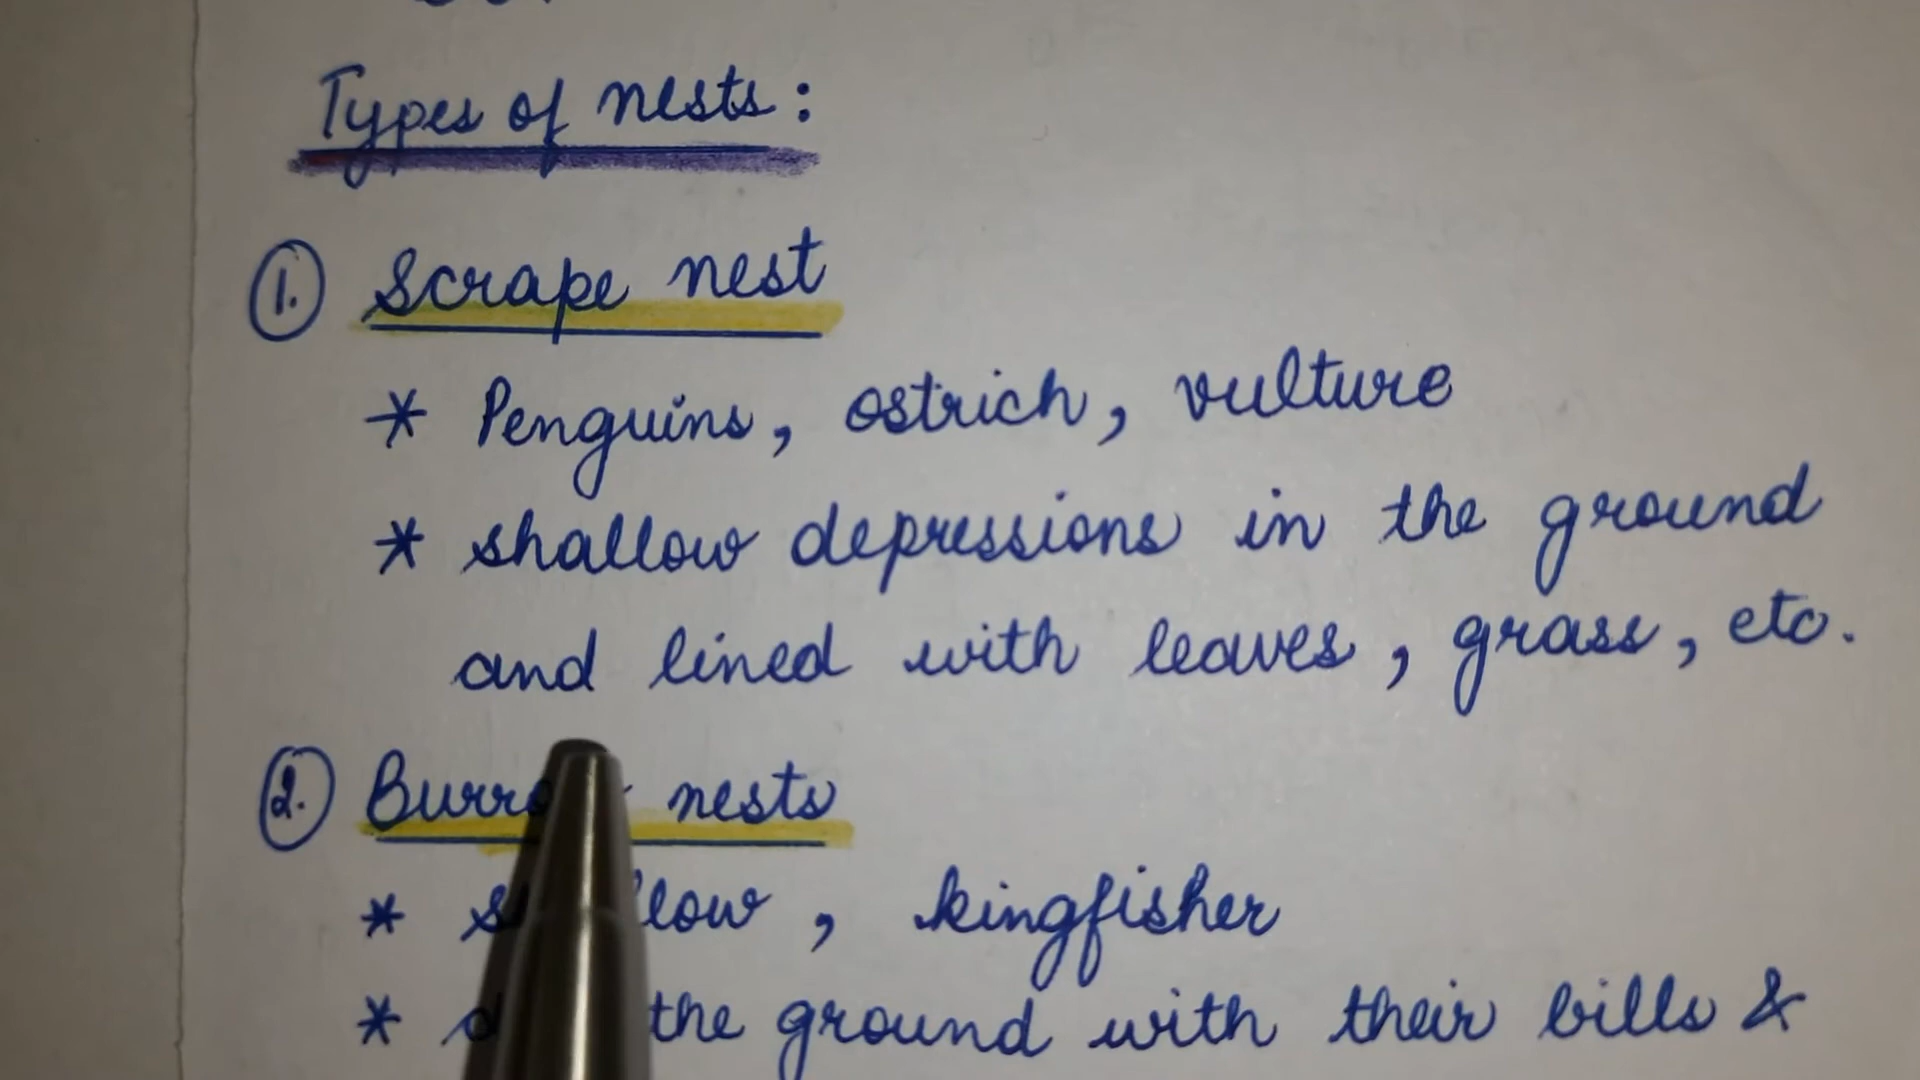 Types of nests:
1. Scrape nest
* Penguins, ostrich, vulture
* shallow depressions in the ground
and lined with leaves, grass, etc.
2. nests
* , kingfisher
* the ground with their bills &